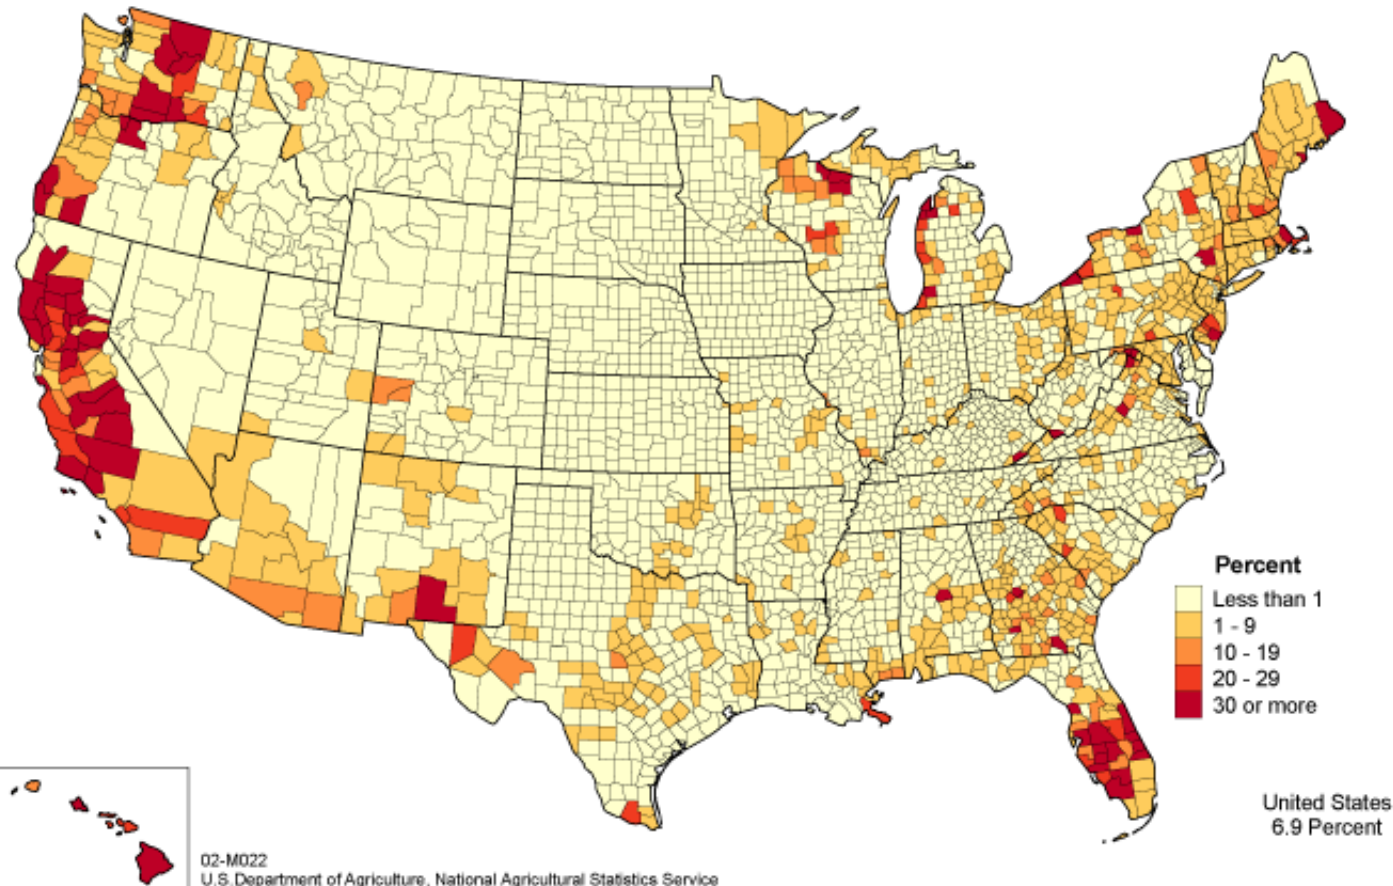 Percent
Less than 1
1 - 9
10 - 19
20 - 29
30 or more
United States
6.9 Percent
02-M022
U.S.Department of Agriculture, National Agricultural Statistics Service